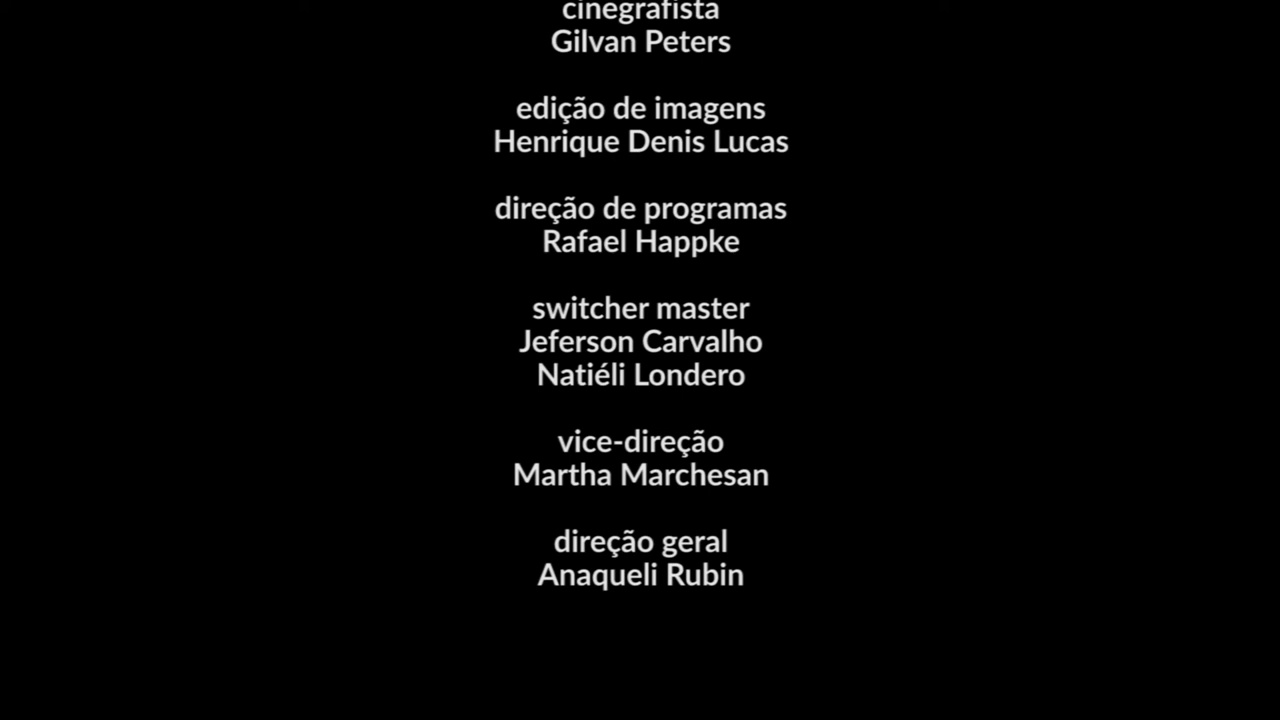 cinegrafista
Gilvan Peters
edição de imagens
Henrique Denis Lucas
direção de programas
Rafael Happke
switcher master
Jeferson Carvalho
Natiéli Londero
vice-direção
Martha Marchesan
direção geral
Anaqueli Rubin